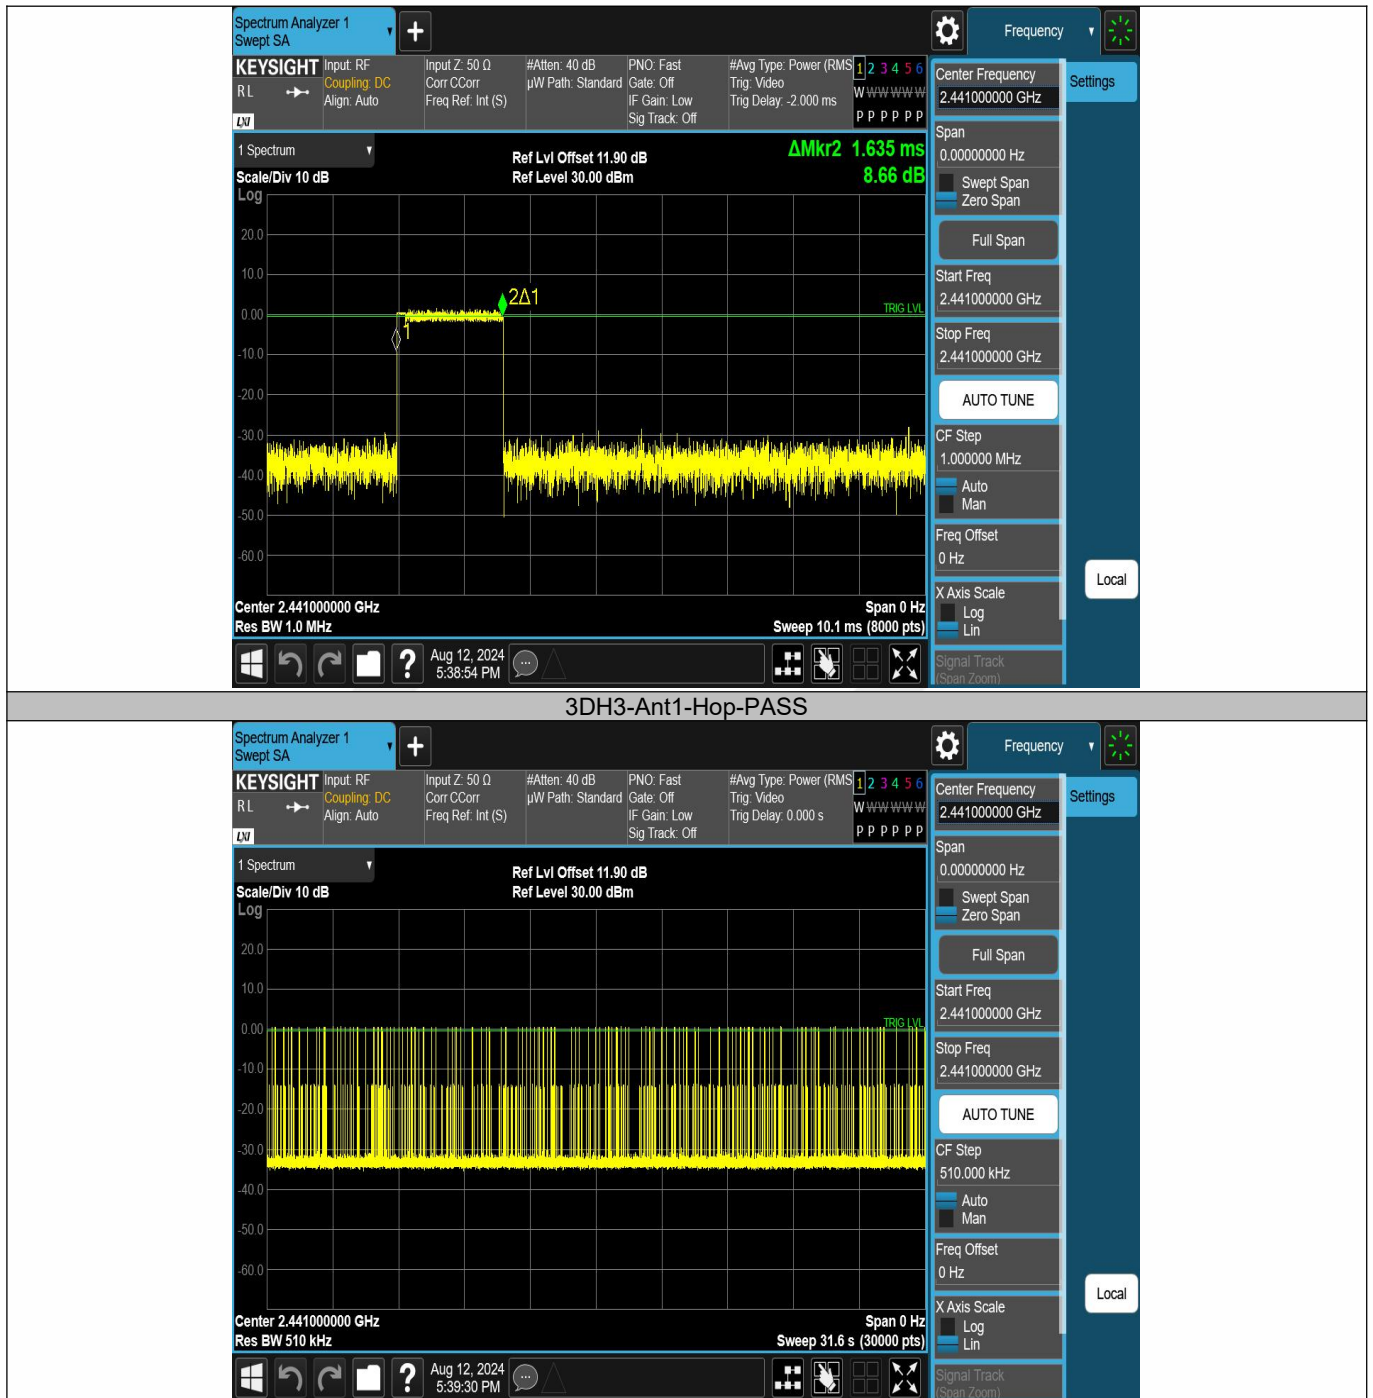 Spectrum Analyzer 1
Swept SA
Frequency
KEYSIGHT
RL
LXI
Input: RF
Coupling: DC
Align: Auto
Input Z: 50 Ω
Corr CCorr
Freq Ref: Int (S)
#Atten: 40 dB
µW Path: Standard
PNO: Fast
Gate: Off
IF Gain: Low
Sig Track: Off
#Avg Type: Power (RMS
Trig: Video
Trig Delay: -2.000 ms
1 2 3 4 5 6
W W W W W W
P P P P P P
1 Spectrum
Scale/Div 10 dB
Ref Lvl Offset 11.90 dB
Ref Level 30.00 dBm
ΔMkr2 1.635 ms
8.66 dB
Log
20.0
10.0
0.00
-10.0
-20.0
-30.0
-40.0
-50.0
-60.0
2Δ1
1
TRIG LVL
Center 2.441000000 GHz
Res BW 1.0 MHz
Span 0 Hz
Sweep 10.1 ms (8000 pts)
Aug 12, 2024
5:38:54 PM
Center Frequency
2.441000000 GHz
Settings
Span
0.00000000 Hz
Swept Span
Zero Span
Full Span
Start Freq
2.441000000 GHz
Stop Freq
2.441000000 GHz
AUTO TUNE
CF Step
1.000000 MHz
Auto
Man
Freq Offset
0 Hz
Local
X Axis Scale
Log
Lin
Signal Track
(Span Zoom)
3DH3-Ant1-Hop-PASS
Spectrum Analyzer 1
Swept SA
Frequency
KEYSIGHT
RL
LXI
Input: RF
Coupling: DC
Align: Auto
Input Z: 50 Ω
Corr CCorr
Freq Ref: Int (S)
#Atten: 40 dB
µW Path: Standard
PNO: Fast
Gate: Off
IF Gain: Low
Sig Track: Off
#Avg Type: Power (RMS
Trig: Video
Trig Delay: 0.000 s
1 2 3 4 5 6
W W W W W W
P P P P P P
1 Spectrum
Scale/Div 10 dB
Ref Lvl Offset 11.90 dB
Ref Level 30.00 dBm
Log
20.0
10.0
0.00
-10.0
-20.0
-30.0
-40.0
-50.0
-60.0
TRIG LVL
Center 2.441000000 GHz
Res BW 510 kHz
Span 0 Hz
Sweep 31.6 s (30000 pts)
Aug 12, 2024
5:39:30 PM
Center Frequency
2.441000000 GHz
Settings
Span
0.00000000 Hz
Swept Span
Zero Span
Full Span
Start Freq
2.441000000 GHz
Stop Freq
2.441000000 GHz
AUTO TUNE
CF Step
510.000 kHz
Auto
Man
Freq Offset
0 Hz
Local
X Axis Scale
Log
Lin
Signal Track
(Span Zoom)